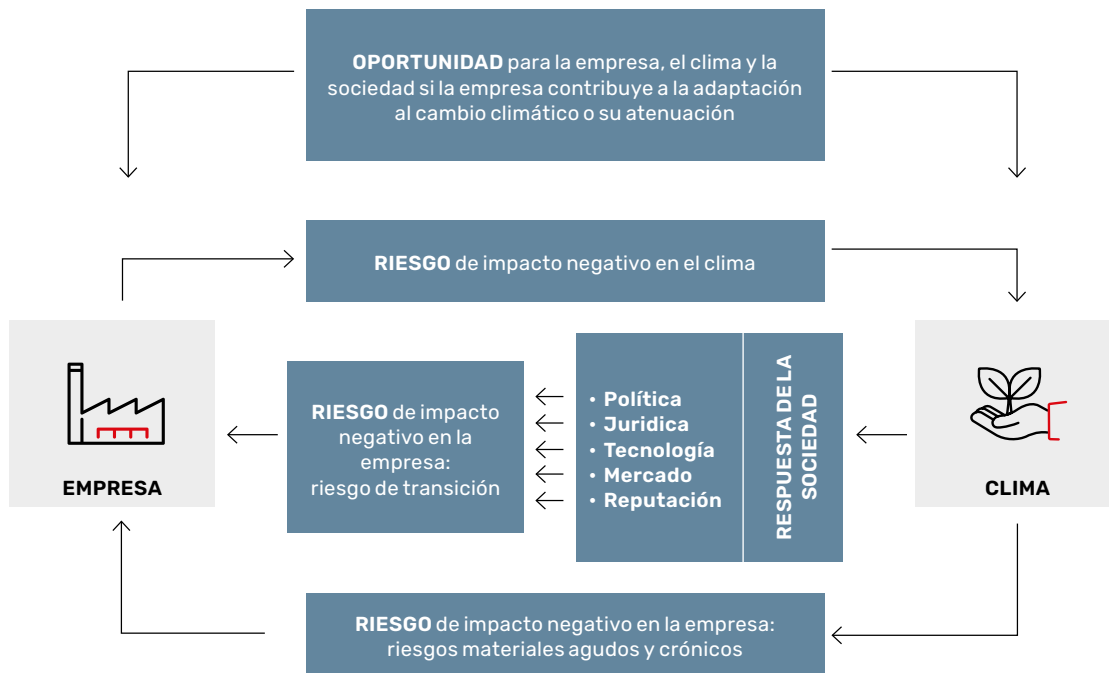 OPORTUNIDAD para la empresa, el clima y la
sociedad si la empresa contribuye a la adaptación
al cambio climático o su atenuación
RIESGO de impacto negativo en el clima
EMPRESA
RIESGO de impacto
negativo en la
empresa:
riesgo de transición
• Política
• Juridica
• Tecnología
• Mercado
• Reputación
RESPUESTA DE LA
SOCIEDAD
CLIMA
RIESGO de impacto negativo en la empresa:
riesgos materiales agudos y crónicos